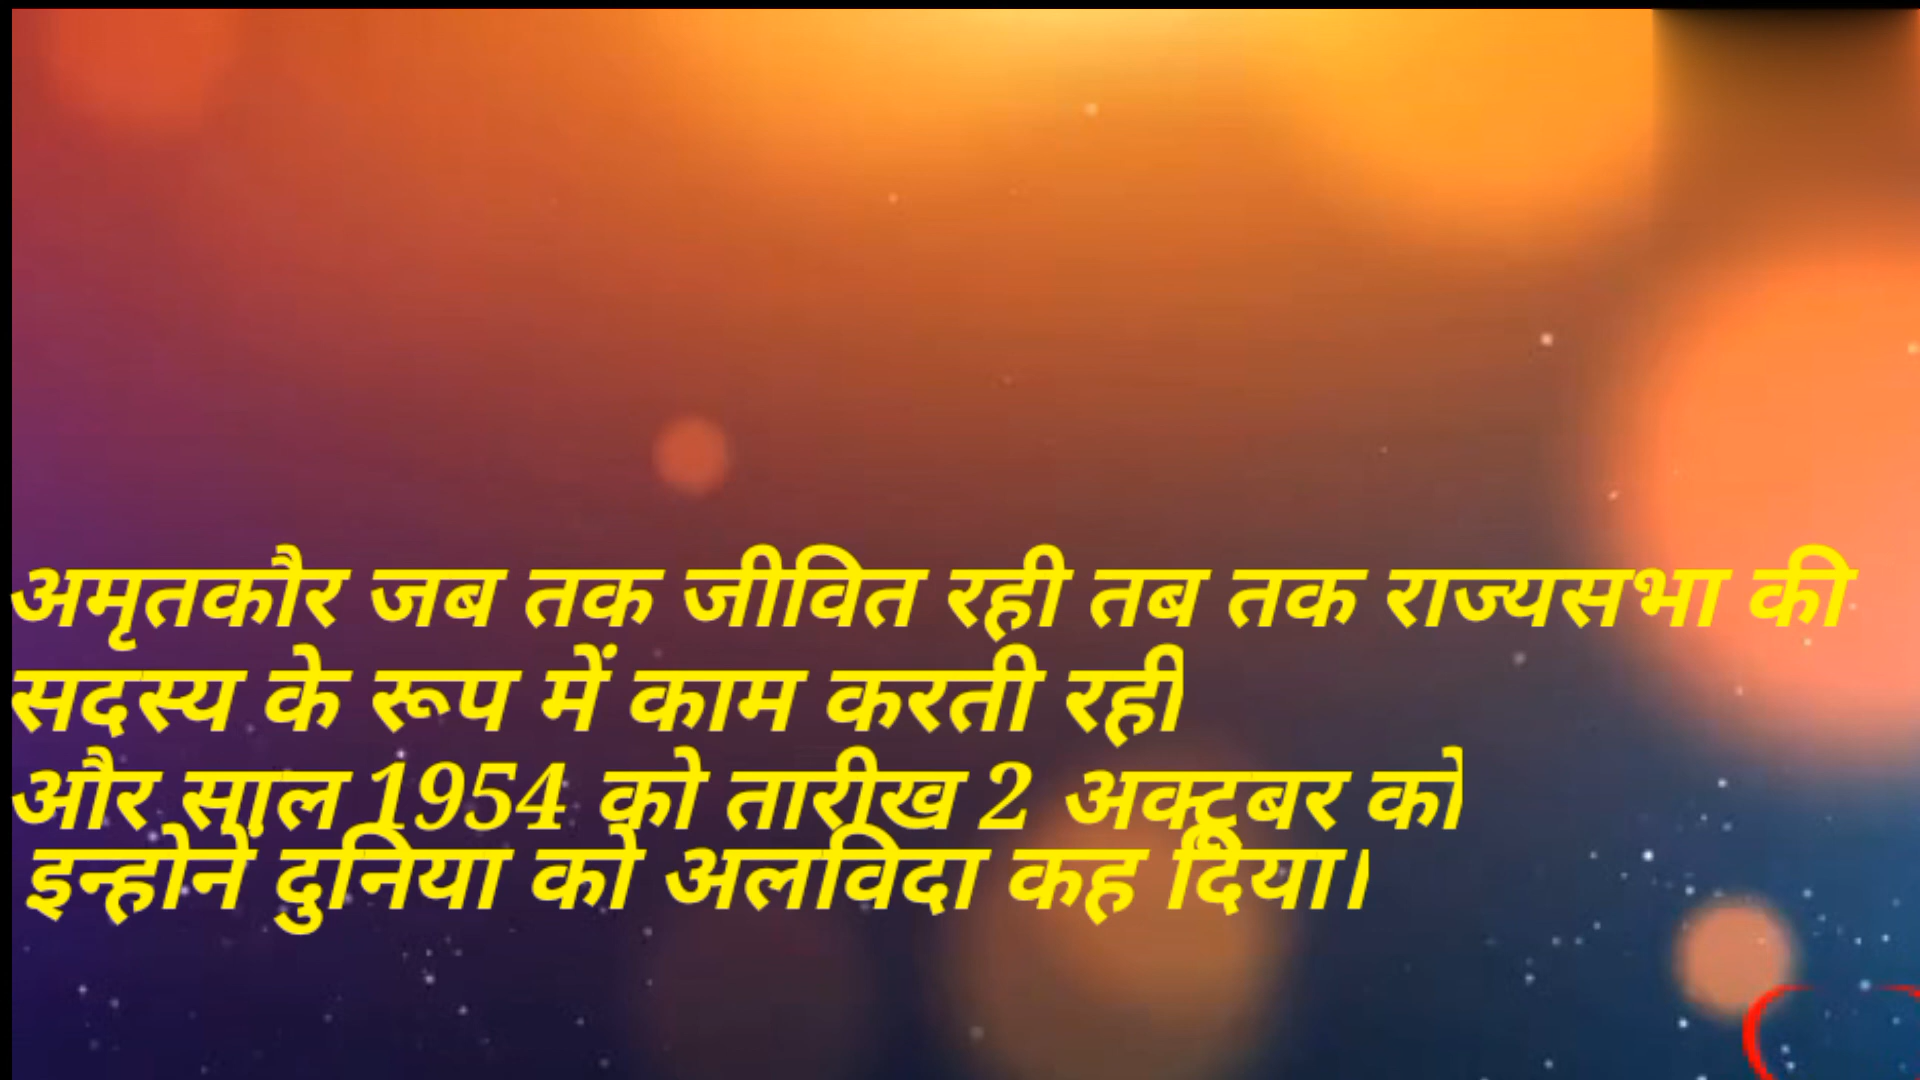 अमृतकौर जब तक जीवित रही तब तक राज्यसभा की
सदस्य के रूप में काम करती रही
और साल 1954 को तारीख 2 अक्टूबर को
इन्होनें दुनिया को अलविदा कह दिया।